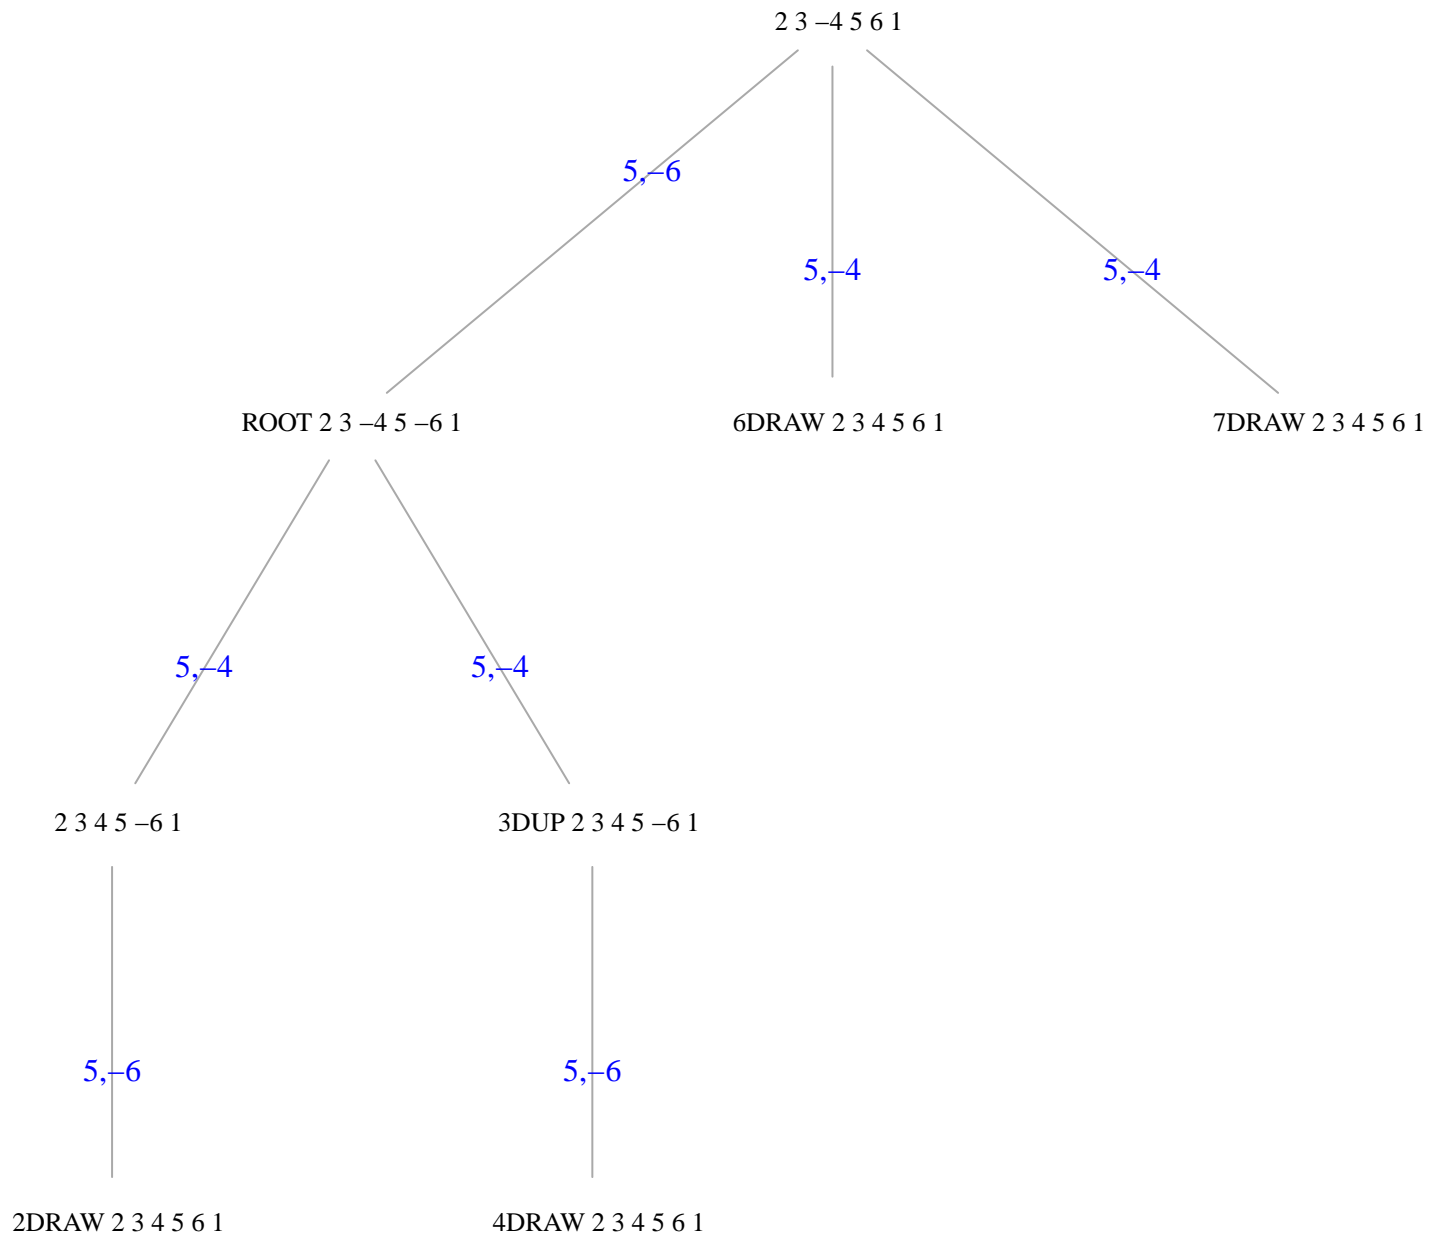 2 3 –4 5 6 1
5,–6
5,–4
5,–4
ROOT 2 3 –4 5 –6 1
6DRAW 2 3 4 5 6 1
7DRAW 2 3 4 5 6 1
5,–4
5,–4
2 3 4 5 –6 1
3DUP 2 3 4 5 –6 1
5,–6
5,–6
2DRAW 2 3 4 5 6 1
4DRAW 2 3 4 5 6 1